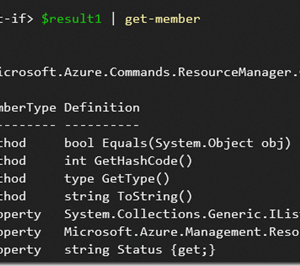 t-if> $result1 | get-member
icrosoft.Azure.Commands.ResourceManager.
mberType Definition
-------- ----------
thod bool Equals(System.Object obj)
thod int GetHashCode()
thod type GetType()
thod string ToString()
operty System.Collections.Generic.IList
operty Microsoft.Azure.Management.Reso
operty string Status {get;}